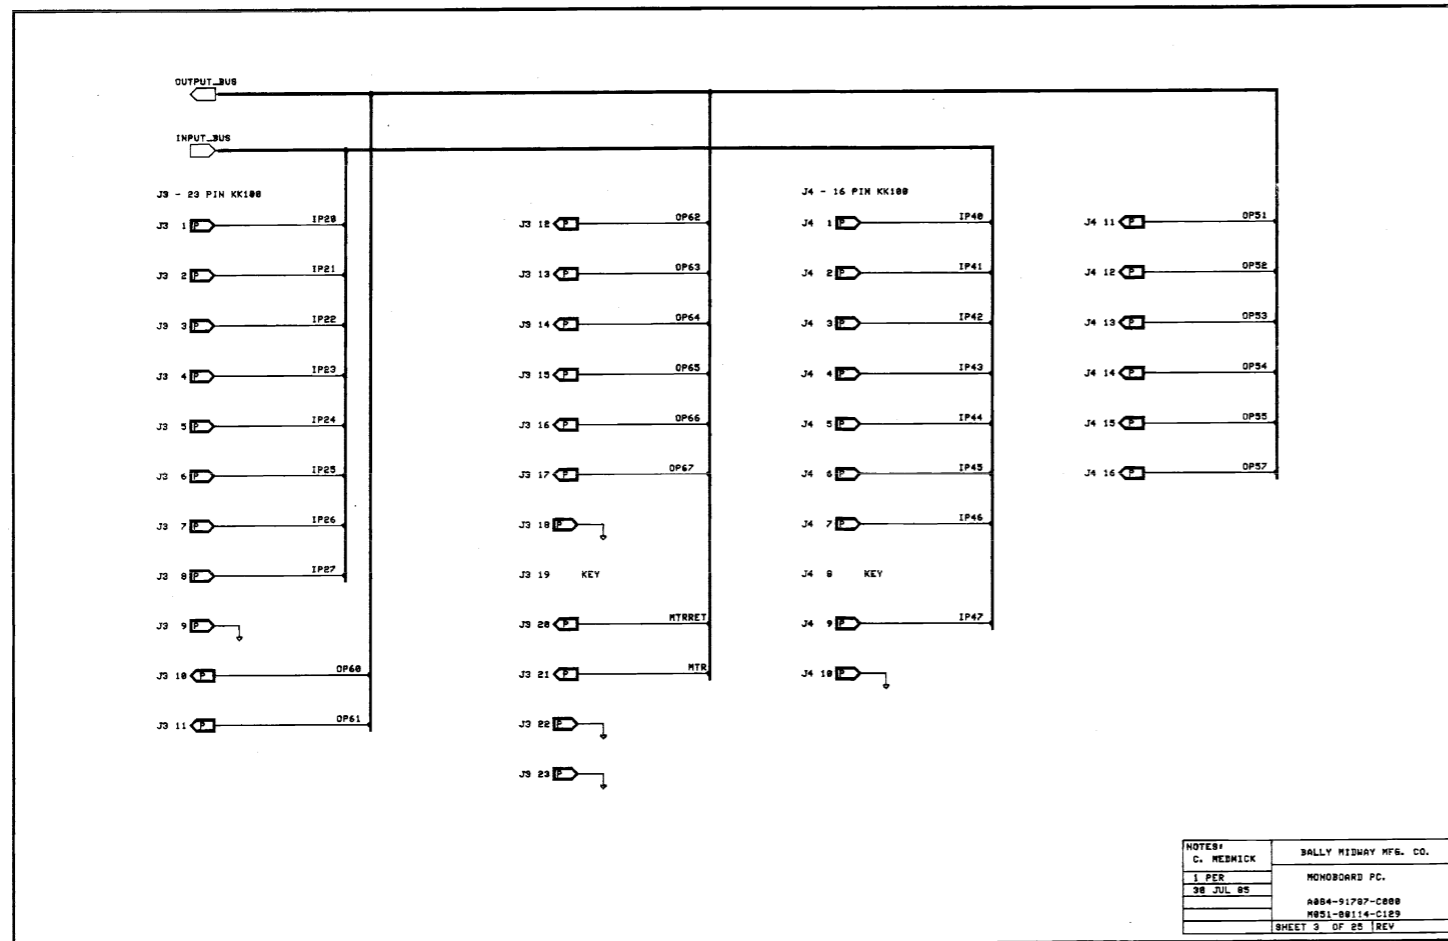 OUTPUT_BUS
INPUT_BUS
J3 - 23 PIN KK100
J3 1 P IP20
J3 2 P IP21
J3 3 P IP22
J3 4 P IP23
J3 5 P IP24
J3 6 P IP25
J3 7 P IP26
J3 8 P IP27
J3 9 P
J3 10 P OP60
J3 11 P OP61
J3 12 P OP62
J3 13 P OP63
J3 14 P OP64
J3 15 P OP65
J3 16 P OP66
J3 17 P OP67
J3 18 P
J3 19 KEY
J3 20 P MTRRET
J3 21 P MTR
J3 22 P
J3 23 P
J4 - 16 PIN KK100
J4 1 P IP40
J4 2 P IP41
J4 3 P IP42
J4 4 P IP43
J4 5 P IP44
J4 6 P IP45
J4 7 P IP46
J4 8 KEY
J4 9 P IP47
J4 10 P
J4 11 P OP51
J4 12 P OP52
J4 13 P OP53
J4 14 P OP54
J4 15 P OP55
J4 16 P OP57
NOTES:
C. MEDNICK
1 PER
30 JUL 85
BALLY MIDWAY MFG. CO.
MONOBOARD PC.
A084-91787-C000
M051-00114-C129
SHEET 3 OF 25 REV